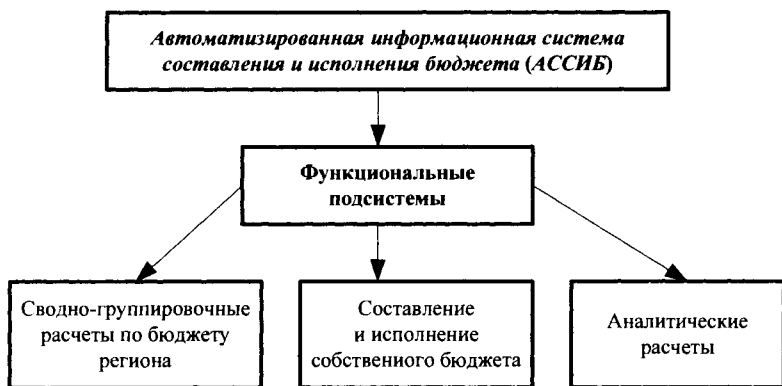 Автоматизированная информационная система
составления и исполнения бюджета (АССИБ)
Функциональные
подсистемы
Сводно-группировочные
расчеты по бюджету
региона
Составление
и исполнение
собственного бюджета
Аналитические
расчеты